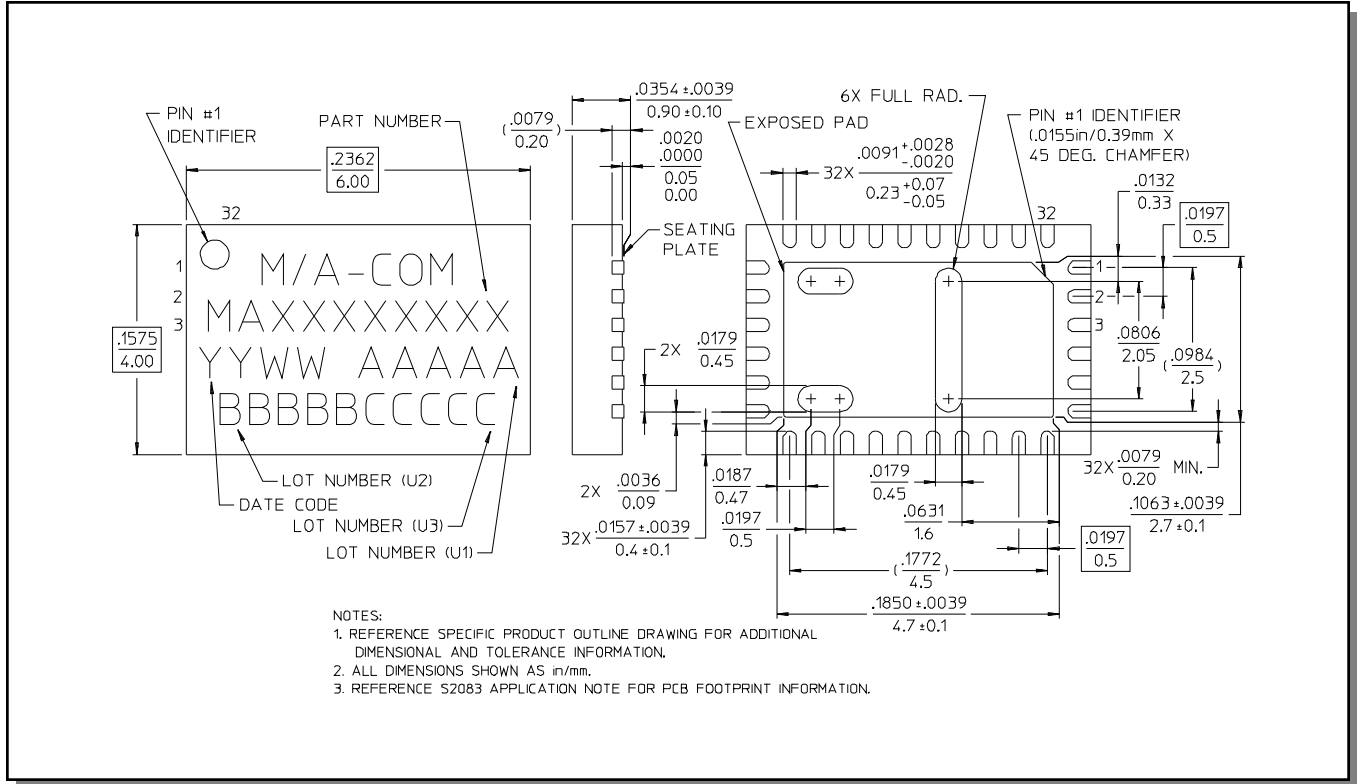 PIN #1
IDENTIFIER
PART NUMBER
.2362
6.00
32
1
2
3
M/A-COM
MAXXXXXXXXX
YYWW AAAAA
BBBBBCCCCC
.1575
4.00
LOT NUMBER (U2)
DATE CODE
LOT NUMBER (U3)
LOT NUMBER (U1)
.0354 ±.0039
0.90 ±0.10
(.0079
0.20)
.0020
.0000
0.05
0.00
SEATING
PLATE
EXPOSED PAD
6X FULL RAD.
PIN #1 IDENTIFIER
(.0155in/0.39mm X
45 DEG. CHAMFER)
32X .0091 +.0028
-.0020
0.23 +0.07
-0.05
32
.0132
0.33
.0197
0.5
1
2
3
2X .0179
0.45
.0806
2.05
(.0984
2.5)
2X .0036
0.09
.0187
0.47
.0179
0.45
32X .0079 MIN.
0.20
32X .0157 ±.0039
0.4 ±0.1
.0197
0.5
.0631
1.6
.1063 ±.0039
2.7 ±0.1
.0197
0.5
(.1772
4.5)
.1850 ±.0039
4.7 ±0.1
NOTES:
1. REFERENCE SPECIFIC PRODUCT OUTLINE DRAWING FOR ADDITIONAL
DIMENSIONAL AND TOLERANCE INFORMATION.
2. ALL DIMENSIONS SHOWN AS in/mm.
3. REFERENCE S2083 APPLICATION NOTE FOR PCB FOOTPRINT INFORMATION.